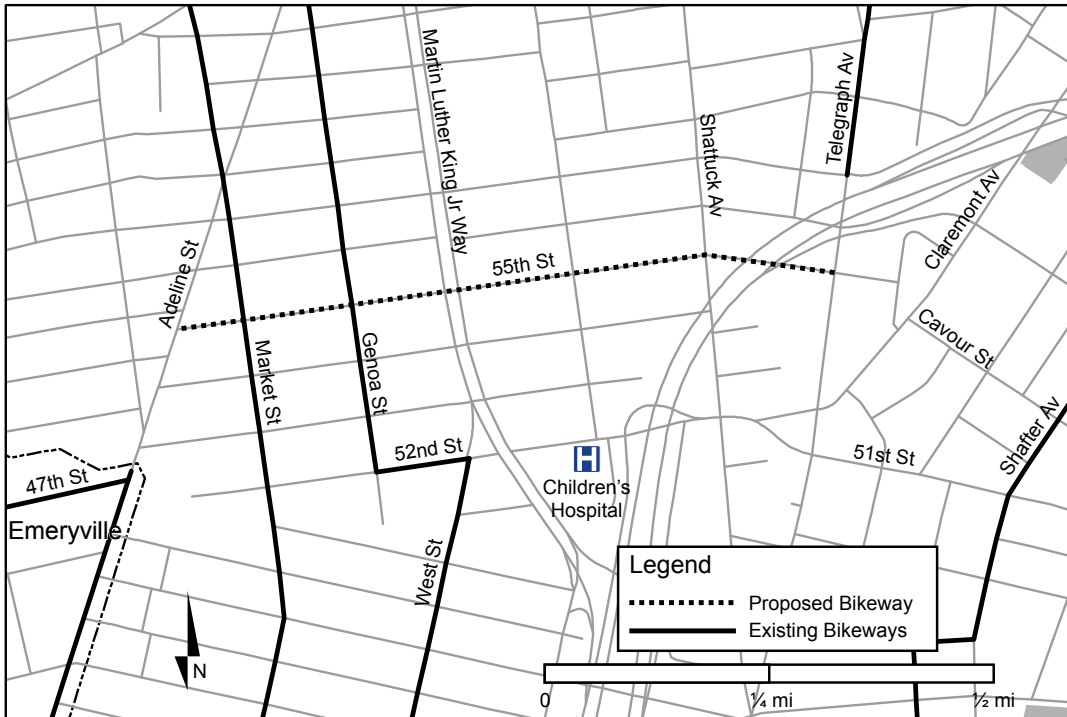 Martin Luther King Jr Way
Telegraph Av
Shattuck Av
Claremont Av
Adeline St
55th St
Cavour St
Market St
Genoa St
Shafter Av
52nd St
51st St
47th St
H
Children's
Hospital
Emeryville
West St
Legend
Proposed Bikeway
Existing Bikeways
N
0
¼ mi
½ mi